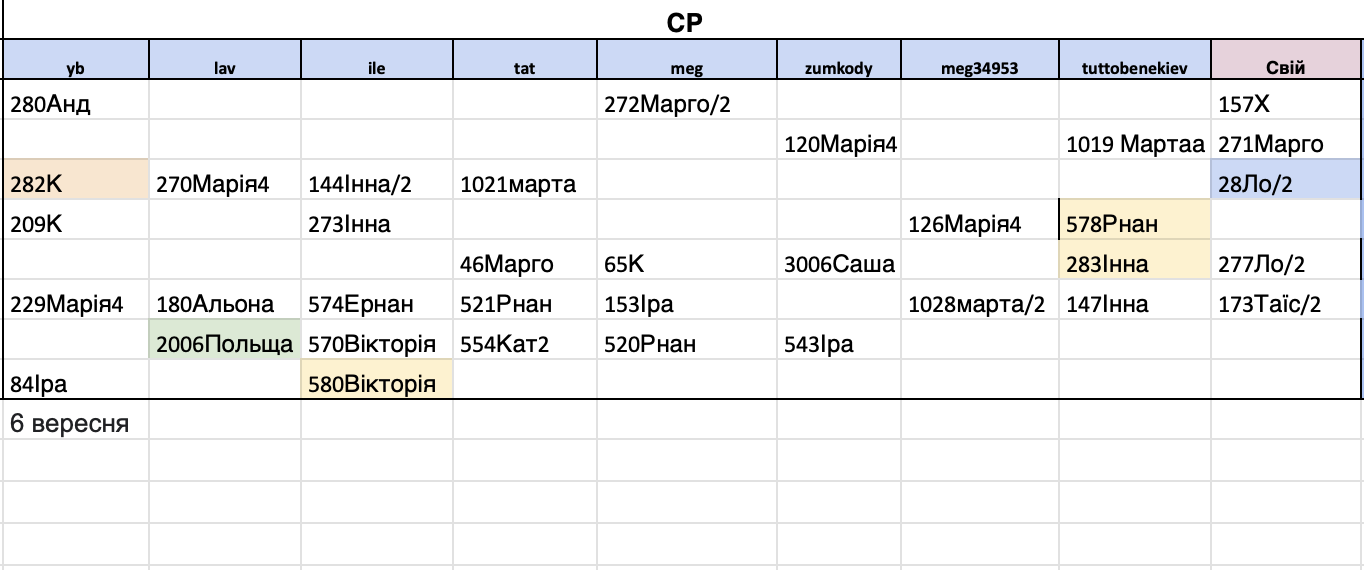 СР
yb lav ile tat meg zumkody meg34953 tuttobenekiev Свій
280Анд 272Марго/2 157Х
120Марія4 1019 Мартаа 271Марго
282К 270Марія4 144Інна/2 1021марта 28Ло/2
209К 273Інна 126Марія4 578Рнан
46Марго 65К 3006Саша 283Інна 277Ло/2
229Марія4 180Альона 574Ернан 521Рнан 153Іра 1028марта/2 147Інна 173Таїс/2
2006Польща 570Вікторія 554Кат2 520Рнан 543Іра
84Іра 580Вікторія
6 вересня